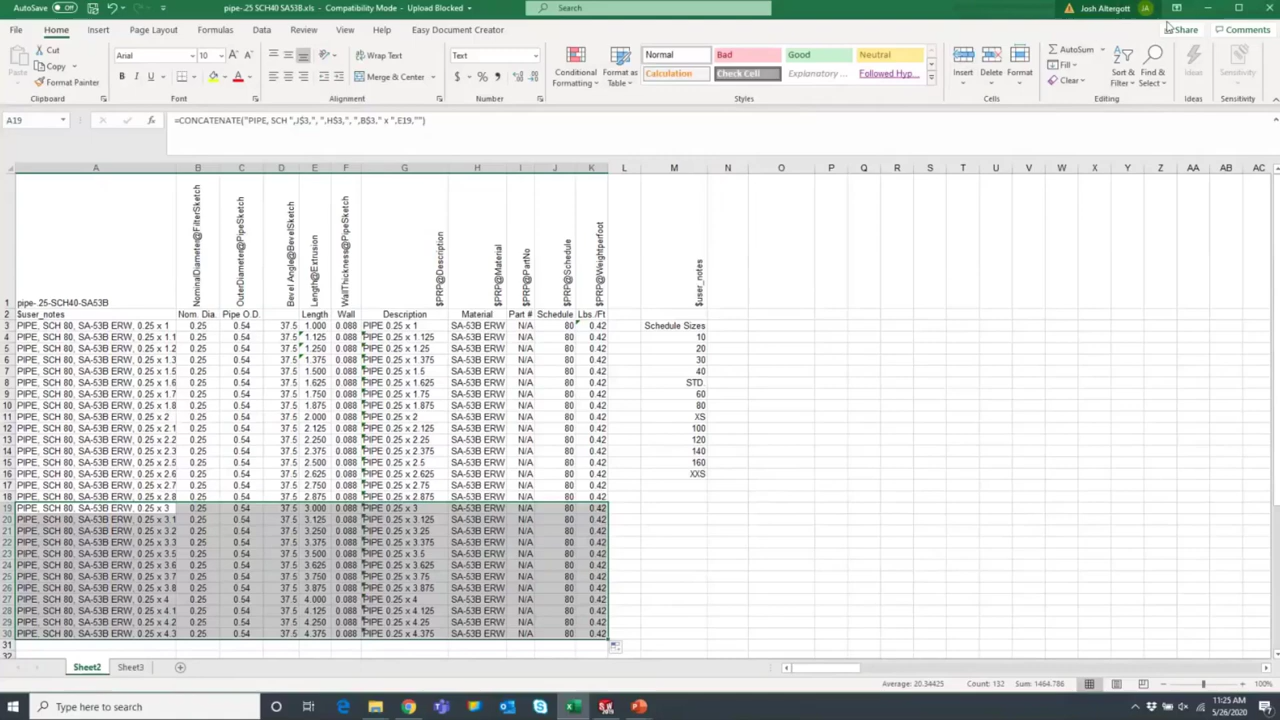 AutoSave Off pipe-.25 SCH40 SA53B.xls - Compatibility Mode - Upload Blocked Search Josh Altergott JA
File Home Insert Page Layout Formulas Data Review View Help Easy Document Creator Share Comments
Cut Copy Format Painter Paste Clipboard
Arial 10 B I U Font
Wrap Text Merge & Center Alignment
Text $ % Number
Conditional Formatting Format as Table Normal Bad Good Neutral Calculation Check Cell Explanatory ... Followed Hyp... Styles
Insert Delete Format Cells
AutoSum Fill Clear Sort & Filter Find & Select Editing
Ideas Ideas Sensitivity Sensitivity
A19 fx =CONCATENATE("PIPE, SCH ",J$3,", ",H$3,", ",B$3," x ",E19,"")
A B C D E F G H I J K L M N O P Q R S T U V W X Y Z AA AB AC
1 pipe-.25-SCH40-SA53B NominalDiameter@FilterSketch OuterDiameter@PipeSketch Bevel Angle@BevelSketch Length@Extrusion WallThickness@PipeSketch $PRP@Description $PRP@Material $PRP@PartNo $PRP@Schedule $PRP@Weightperfoot $user_notes
2 $user_notes Nom. Dia. Pipe O.D. Length Wall Description Material Part # Schedule Lbs /Ft
3 PIPE, SCH 80, SA-53B ERW, 0.25 x 1 0.25 0.54 37.5 1.000 0.088 PIPE 0.25 x 1 SA-53B ERW N/A 80 0.42 Schedule Sizes
4 PIPE, SCH 80, SA-53B ERW, 0.25 x 1.1 0.25 0.54 37.5 1.125 0.088 PIPE 0.25 x 1.125 SA-53B ERW N/A 80 0.42 10
5 PIPE, SCH 80, SA-53B ERW, 0.25 x 1.2 0.25 0.54 37.5 1.250 0.088 PIPE 0.25 x 1.25 SA-53B ERW N/A 80 0.42 20
6 PIPE, SCH 80, SA-53B ERW, 0.25 x 1.3 0.25 0.54 37.5 1.375 0.088 PIPE 0.25 x 1.375 SA-53B ERW N/A 80 0.42 30
7 PIPE, SCH 80, SA-53B ERW, 0.25 x 1.5 0.25 0.54 37.5 1.500 0.088 PIPE 0.25 x 1.5 SA-53B ERW N/A 80 0.42 40
8 PIPE, SCH 80, SA-53B ERW, 0.25 x 1.6 0.25 0.54 37.5 1.625 0.088 PIPE 0.25 x 1.625 SA-53B ERW N/A 80 0.42 STD.
9 PIPE, SCH 80, SA-53B ERW, 0.25 x 1.7 0.25 0.54 37.5 1.750 0.088 PIPE 0.25 x 1.75 SA-53B ERW N/A 80 0.42 60
10 PIPE, SCH 80, SA-53B ERW, 0.25 x 1.8 0.25 0.54 37.5 1.875 0.088 PIPE 0.25 x 1.875 SA-53B ERW N/A 80 0.42 80
11 PIPE, SCH 80, SA-53B ERW, 0.25 x 2 0.25 0.54 37.5 2.000 0.088 PIPE 0.25 x 2 SA-53B ERW N/A 80 0.42 XS
12 PIPE, SCH 80, SA-53B ERW, 0.25 x 2.1 0.25 0.54 37.5 2.125 0.088 PIPE 0.25 x 2.125 SA-53B ERW N/A 80 0.42 100
13 PIPE, SCH 80, SA-53B ERW, 0.25 x 2.2 0.25 0.54 37.5 2.250 0.088 PIPE 0.25 x 2.25 SA-53B ERW N/A 80 0.42 120
14 PIPE, SCH 80, SA-53B ERW, 0.25 x 2.3 0.25 0.54 37.5 2.375 0.088 PIPE 0.25 x 2.375 SA-53B ERW N/A 80 0.42 140
15 PIPE, SCH 80, SA-53B ERW, 0.25 x 2.5 0.25 0.54 37.5 2.500 0.088 PIPE 0.25 x 2.5 SA-53B ERW N/A 80 0.42 160
16 PIPE, SCH 80, SA-53B ERW, 0.25 x 2.6 0.25 0.54 37.5 2.625 0.088 PIPE 0.25 x 2.625 SA-53B ERW N/A 80 0.42 XXS
17 PIPE, SCH 80, SA-53B ERW, 0.25 x 2.7 0.25 0.54 37.5 2.750 0.088 PIPE 0.25 x 2.75 SA-53B ERW N/A 80 0.42
18 PIPE, SCH 80, SA-53B ERW, 0.25 x 2.8 0.25 0.54 37.5 2.875 0.088 PIPE 0.25 x 2.875 SA-53B ERW N/A 80 0.42
19 PIPE, SCH 80, SA-53B ERW, 0.25 x 3 0.25 0.54 37.5 3.000 0.088 PIPE 0.25 x 3 SA-53B ERW N/A 80 0.42
20 PIPE, SCH 80, SA-53B ERW, 0.25 x 3.1 0.25 0.54 37.5 3.125 0.088 PIPE 0.25 x 3.125 SA-53B ERW N/A 80 0.42
21 PIPE, SCH 80, SA-53B ERW, 0.25 x 3.2 0.25 0.54 37.5 3.250 0.088 PIPE 0.25 x 3.25 SA-53B ERW N/A 80 0.42
22 PIPE, SCH 80, SA-53B ERW, 0.25 x 3.3 0.25 0.54 37.5 3.375 0.088 PIPE 0.25 x 3.375 SA-53B ERW N/A 80 0.42
23 PIPE, SCH 80, SA-53B ERW, 0.25 x 3.5 0.25 0.54 37.5 3.500 0.088 PIPE 0.25 x 3.5 SA-53B ERW N/A 80 0.42
24 PIPE, SCH 80, SA-53B ERW, 0.25 x 3.6 0.25 0.54 37.5 3.625 0.088 PIPE 0.25 x 3.625 SA-53B ERW N/A 80 0.42
25 PIPE, SCH 80, SA-53B ERW, 0.25 x 3.7 0.25 0.54 37.5 3.750 0.088 PIPE 0.25 x 3.75 SA-53B ERW N/A 80 0.42
26 PIPE, SCH 80, SA-53B ERW, 0.25 x 3.8 0.25 0.54 37.5 3.875 0.088 PIPE 0.25 x 3.875 SA-53B ERW N/A 80 0.42
27 PIPE, SCH 80, SA-53B ERW, 0.25 x 4 0.25 0.54 37.5 4.000 0.088 PIPE 0.25 x 4 SA-53B ERW N/A 80 0.42
28 PIPE, SCH 80, SA-53B ERW, 0.25 x 4.1 0.25 0.54 37.5 4.125 0.088 PIPE 0.25 x 4.125 SA-53B ERW N/A 80 0.42
29 PIPE, SCH 80, SA-53B ERW, 0.25 x 4.2 0.25 0.54 37.5 4.250 0.088 PIPE 0.25 x 4.25 SA-53B ERW N/A 80 0.42
30 PIPE, SCH 80, SA-53B ERW, 0.25 x 4.3 0.25 0.54 37.5 4.375 0.088 PIPE 0.25 x 4.375 SA-53B ERW N/A 80 0.42
31
32
Sheet2 Sheet3
Average: 20.34425 Count: 132 Sum: 1464.786 100%
Type here to search 11:25 AM
5/26/2020